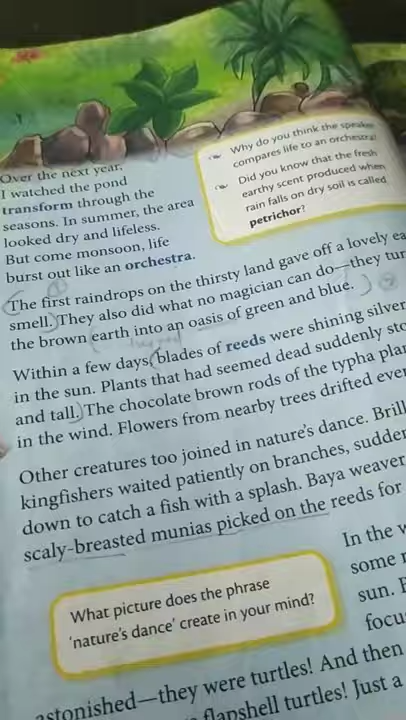 Over the next year,
I watched the pond
transform through the
seasons. In summer, the area
looked dry and lifeless.
But come monsoon, life
burst out like an orchestra.
Why do you think the speaker
compares life to an orchestra?
Did you know that the fresh
earthy scent produced when
rain falls on dry soil is called
petrichor?
The first raindrops on the thirsty land gave off a lovely ea
smell. They also did what no magician can do—they tur
the brown earth into an oasis of green and blue.
Within a few days, blades of reeds were shining silver
in the sun. Plants that had seemed dead suddenly sto
and tall. The chocolate brown rods of the typha plan
in the wind. Flowers from nearby trees drifted ever
Other creatures too joined in nature's dance. Brill
kingfishers waited patiently on branches, sudden
down to catch a fish with a splash. Baya weaver
scaly-breasted munias picked on the reeds for
In the w
some
sun.
focu
What picture does the phrase
'nature's dance' create in your mind?
astonished—they were turtles! And then
flapshell turtles! Just a